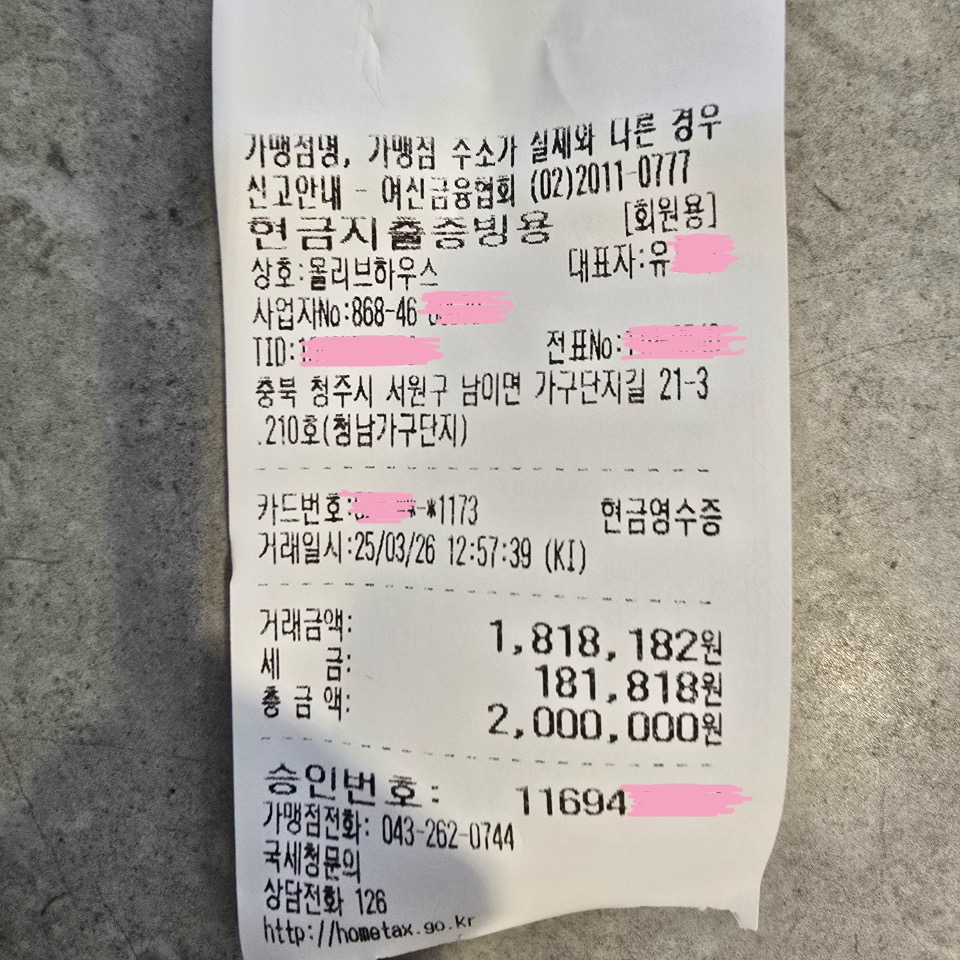 가맹점명, 가맹점 주소가 실제와 다른 경우
신고안내 - 여신금융협회 (02)2011-0777
현금지출증빙용 [회원용]
상호:몰리브하우스 대표자:유
사업자No:868-46
TID:1 전표No:
충북 청주시 서원구 남이면 가구단지길 21-3
.210호(청남가구단지)
카드번호: *-*1173 현금영수증
거래일시:25/03/26 12:57:39 (KI)
거래금액: 1,818,182원
세 금: 181,818원
총 금 액: 2,000,000원
승인번호: 11694
가맹점전화: 043-262-0744
국세청문의
상담전화 126
http://hometax.go.kr